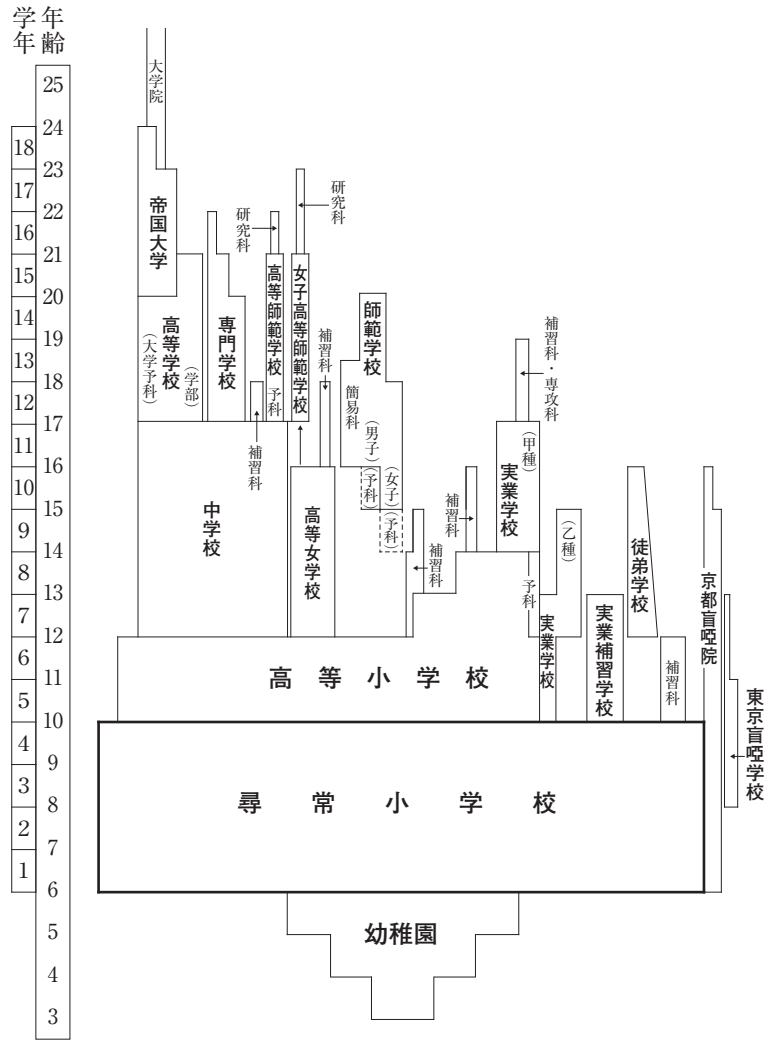 学年
年齢
25
24
23
22
21
20
19
18
17
16
15
14
13
12
11
10
9
8
7
6
5
4
3
18
17
16
15
14
13
12
11
10
9
8
7
6
5
4
3
2
1
大学院
帝国大学
高等学校
（大学予科）
（学部）
専門学校
補習科
研究科
高等師範学校
予科
研究科
女子高等師範学校
補習科
師範学校
簡易科
（男子）
（予科）
（女子）
（予科）
中学校
高等女学校
補習科
補習科
補習科・専攻科
（甲種）
実業学校
予科
（乙種）
実業学校
実業補習学校
徒弟学校
補習科
京都盲啞院
東京盲啞学校
高等小学校
尋常小学校
幼稚園